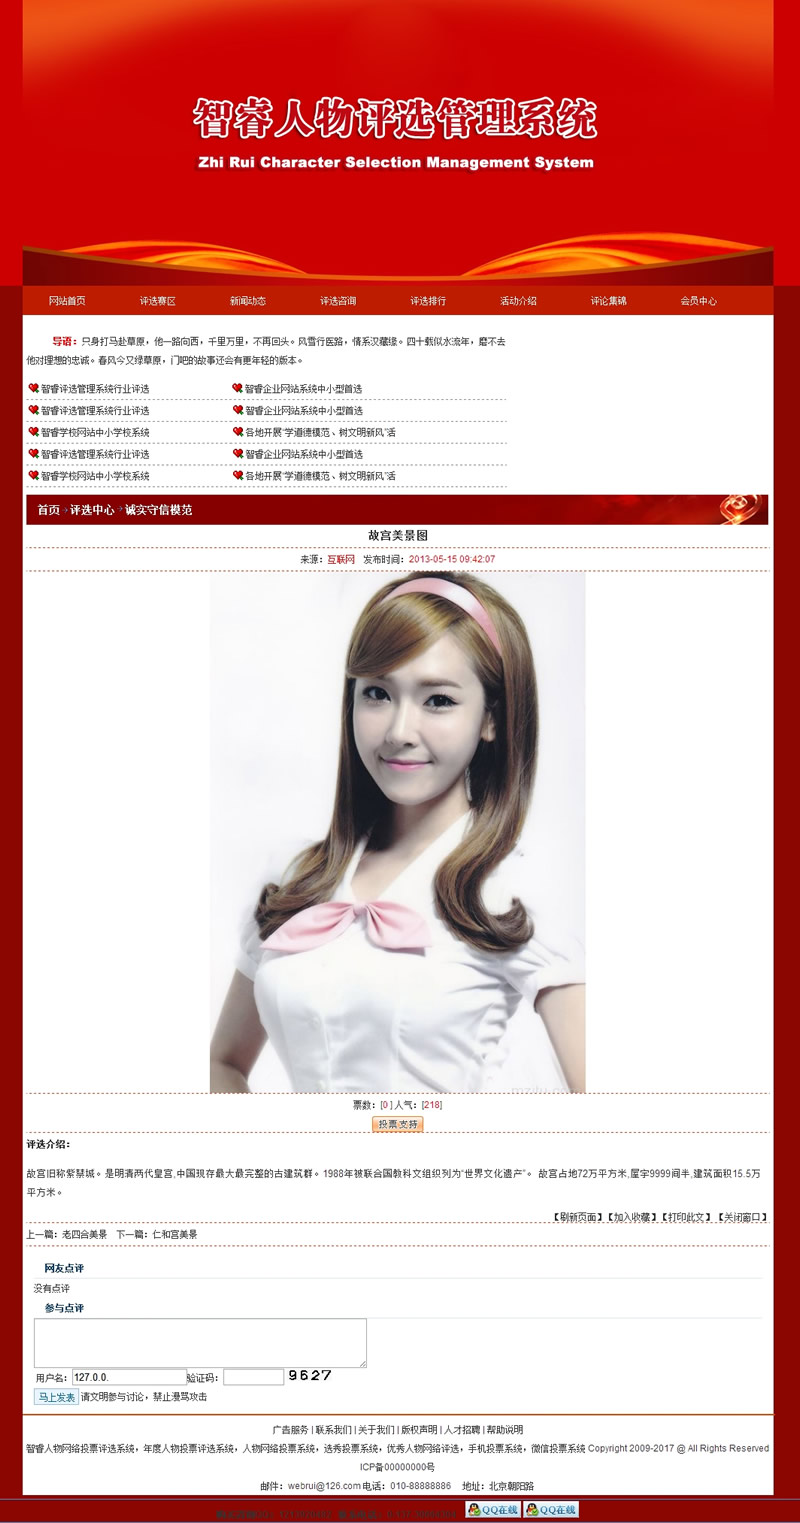 智睿人物评选管理系统
Zhi Rui Character Selection Management System
网站首页 评选赛区 新闻动态 评选咨询 评选排行 活动介绍 评论集锦 会员中心
导语：只身打马赴草原，他一路向西，千里万里，不再回头。风雪行医路，情系汉藏缘。四十载似水流年，磨不去
他对理想的忠诚。春风今又绿草原，门吧的故事还会有更年轻的版本。
智睿评选管理系统行业评选 智睿企业网站系统中小型首选
智睿评选管理系统行业评选 智睿企业网站系统中小型首选
智睿学校网站中小学校系统 各地开展“学道德模范、树文明新风”活
智睿评选管理系统行业评选 智睿企业网站系统中小型首选
智睿学校网站中小学校系统 各地开展“学道德模范、树文明新风”活
首页→评选中心→诚实守信模范
故宫美景图
来源：互联网 发布时间：2013-05-15 09:42:07
票数：[0 ] 人气：[218]
投票支持
评选介绍：
故宫旧称紫禁城。是明清两代皇宫,中国现存最大最完整的古建筑群。1988年被联合国教科文组织列为“世界文化遗产”。 故宫占地72万平方米,屋宇9999间半,建筑面积15.5万
平方米。
【刷新页面】【加入收藏】【打印此文】 【关闭窗口】
上一篇：老四合美景 下一篇：仁和宫美景
网友点评
没有点评
参与点评
用户名：127.0.0. 验证码： 9627
马上发表 请文明参与讨论，禁止漫骂攻击
广告服务 | 联系我们 | 关于我们 | 版权声明 | 人才招聘 | 帮助说明
智睿人物网络投票评选系统，年度人物投票评选系统，人物网络投票系统，选秀投票系统，优秀人物网络评选，手机投票系统，微信投票系统 Copyright 2009-2017 @ All Rights Reserved
ICP备00000000号
邮件：webrui@126.com 电话：010-88888886 地址：北京朝阳路
QQ在线 QQ在线